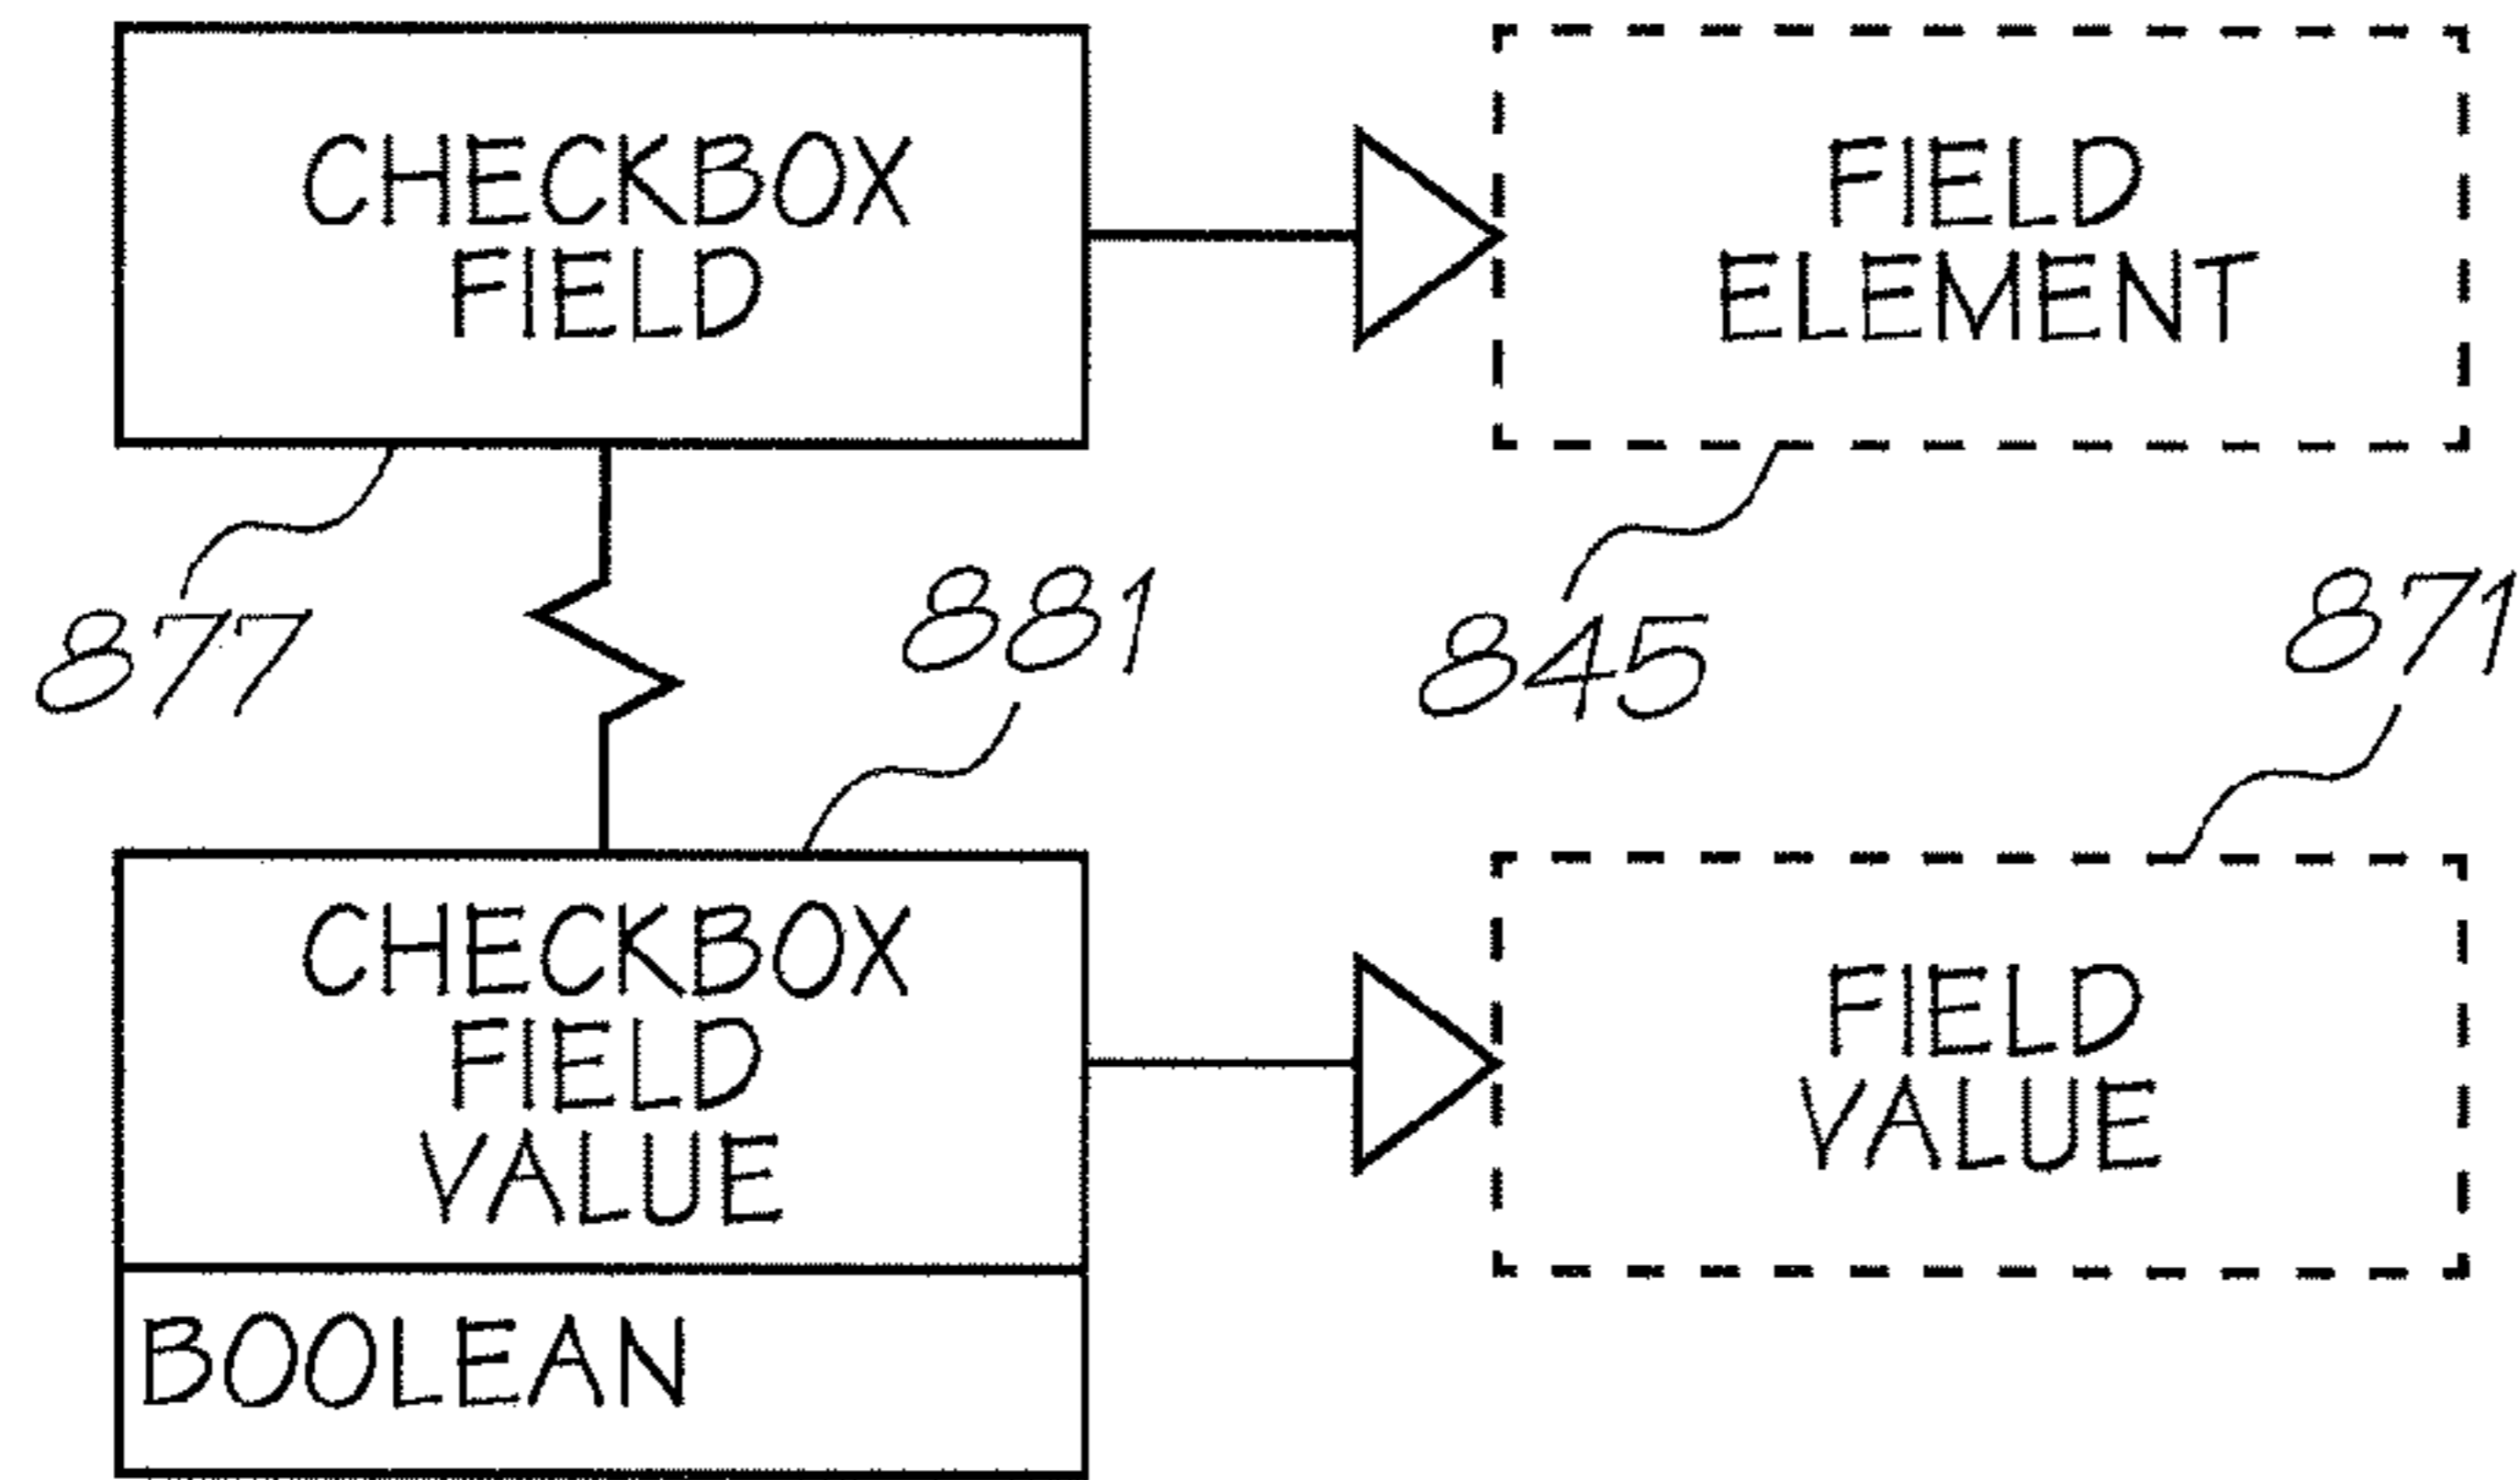 CHECKBOX
FIELD
FIELD
ELEMENT
877
881
845
871
CHECKBOX
FIELD
VALUE
BOOLEAN
FIELD
VALUE